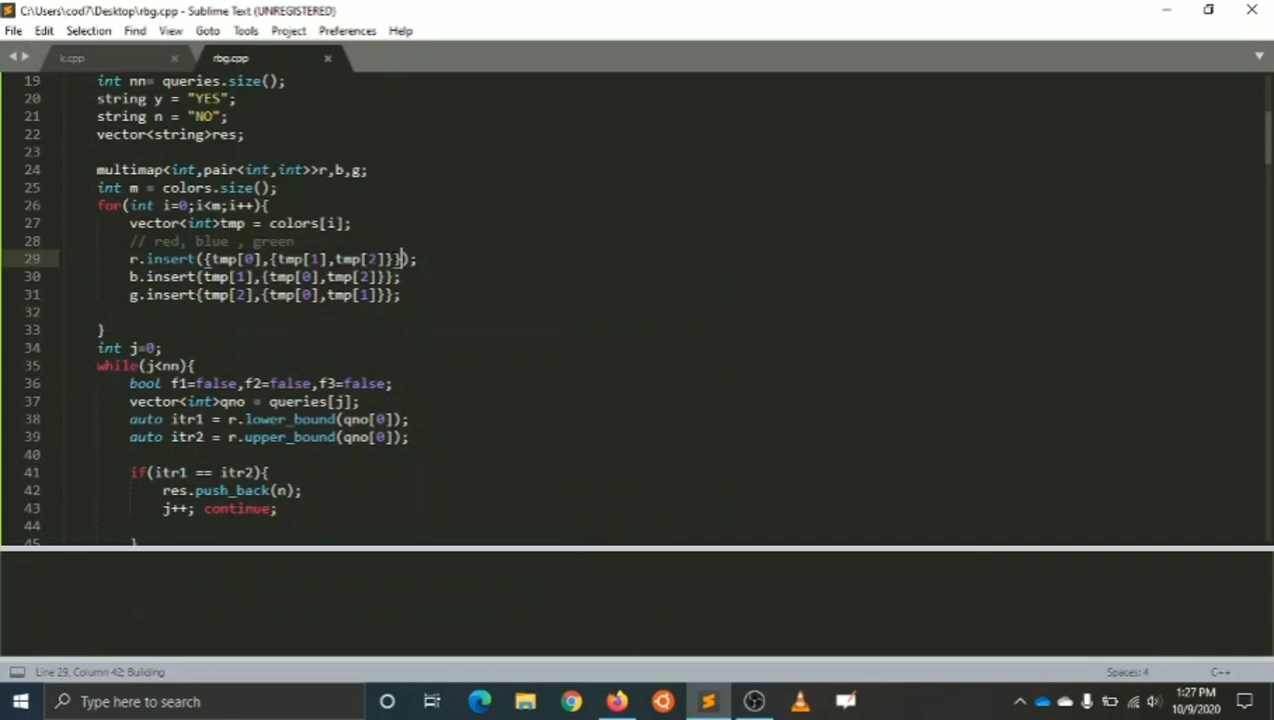 C:\Users\cod7\Desktop\rbg.cpp - Sublime Text (UNREGISTERED)
File Edit Selection Find View Goto Tools Project Preferences Help
k.cpp rbg.cpp
19 int nn= queries.size();
20 string y = "YES";
21 string n = "NO";
22 vector<string>res;
23
24 multimap<int,pair<int,int>>r,b,g;
25 int m = colors.size();
26 for(int i=0;i<m;i++){
27 vector<int>tmp = colors[i];
28 // red, blue , green
29 r.insert({tmp[0],{tmp[1],tmp[2]}});
30 b.insert{tmp[1],{tmp[0],tmp[2]}};
31 g.insert{tmp[2],{tmp[0],tmp[1]}};
32
33 }
34 int j=0;
35 while(j<nn){
36 bool f1=false,f2=false,f3=false;
37 vector<int>qno = queries[j];
38 auto itr1 = r.lower_bound(qno[0]);
39 auto itr2 = r.upper_bound(qno[0]);
40
41 if(itr1 == itr2){
42 res.push_back(n);
43 j++; continue;
44
45 }
Line 29, Column 42; Building Spaces: 4 C++
Type here to search 1:27 PM
10/9/2020